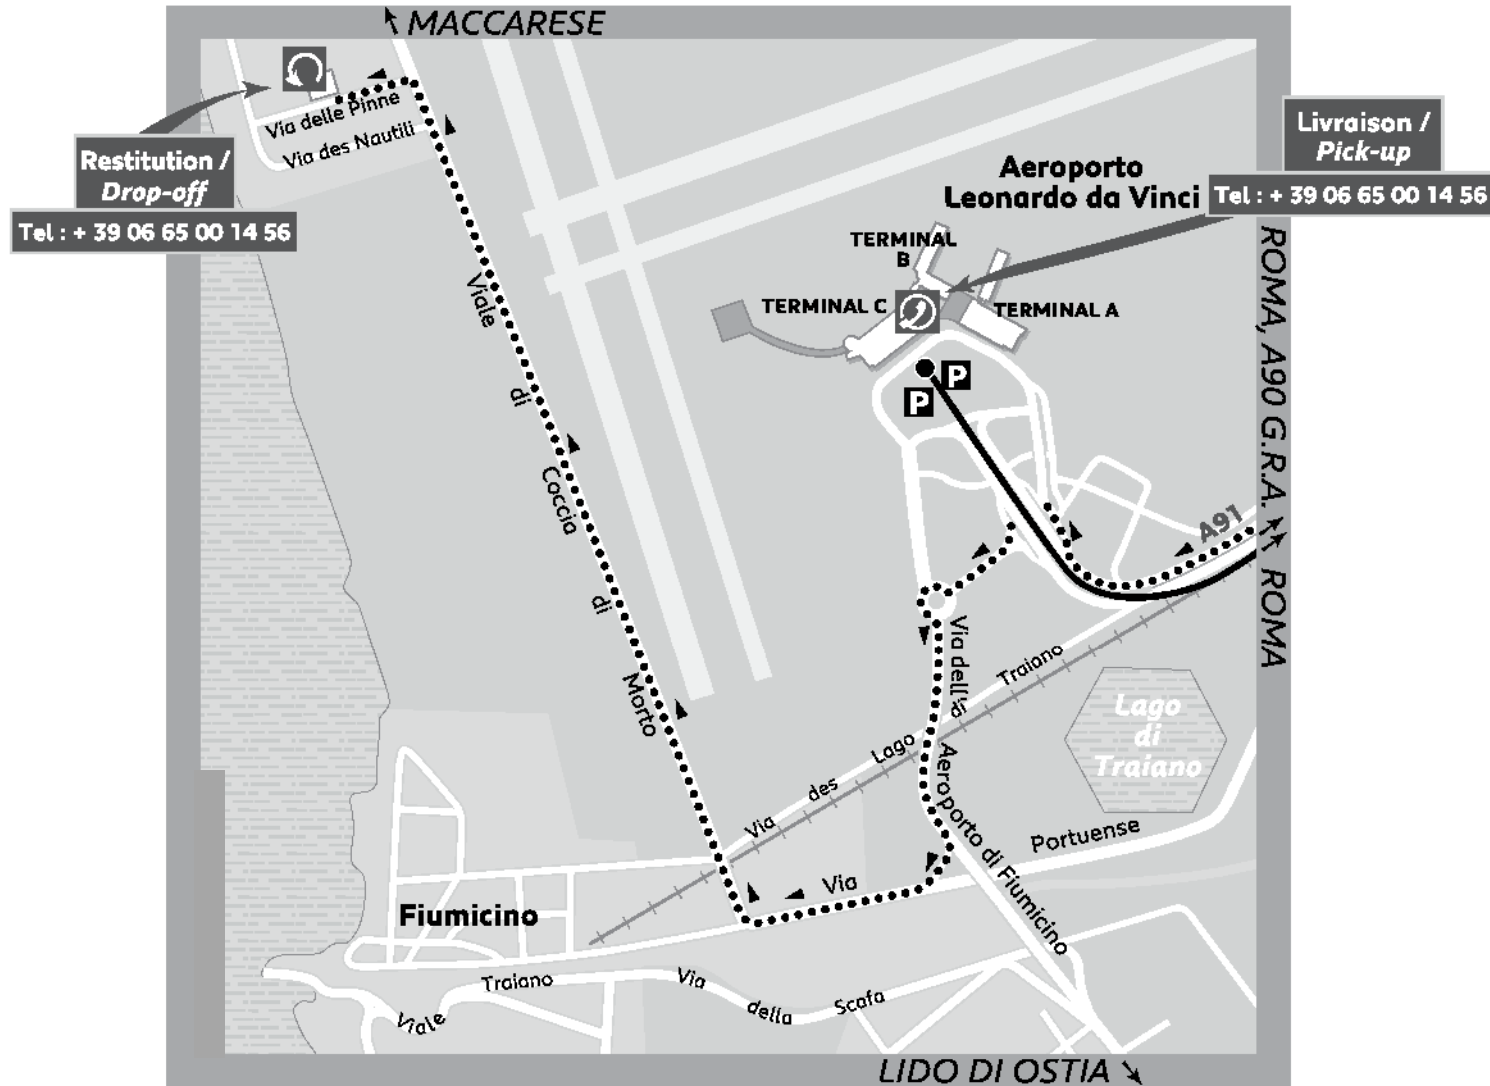 MACCARESE
Via delle Pinne
Via des Nautili
Restitution /
Drop-off
Tel : + 39 06 65 00 14 56
Livraison /
Pick-up
Tel : + 39 06 65 00 14 56
Aeroporto
Leonardo da Vinci
TERMINAL
B
TERMINAL C
TERMINAL A
P
P
ROMA, A90 G.R.A.
ROMA
A91
Viale
di
Coccia
di
Morto
Via dell'
di
Aeroporto di Fiumicino
Via
des
Lago
Traiano
Lago
di
Traiano
Via
Portuense
Fiumicino
Viale
Traiano
Via
della
Scafa
LIDO DI OSTIA